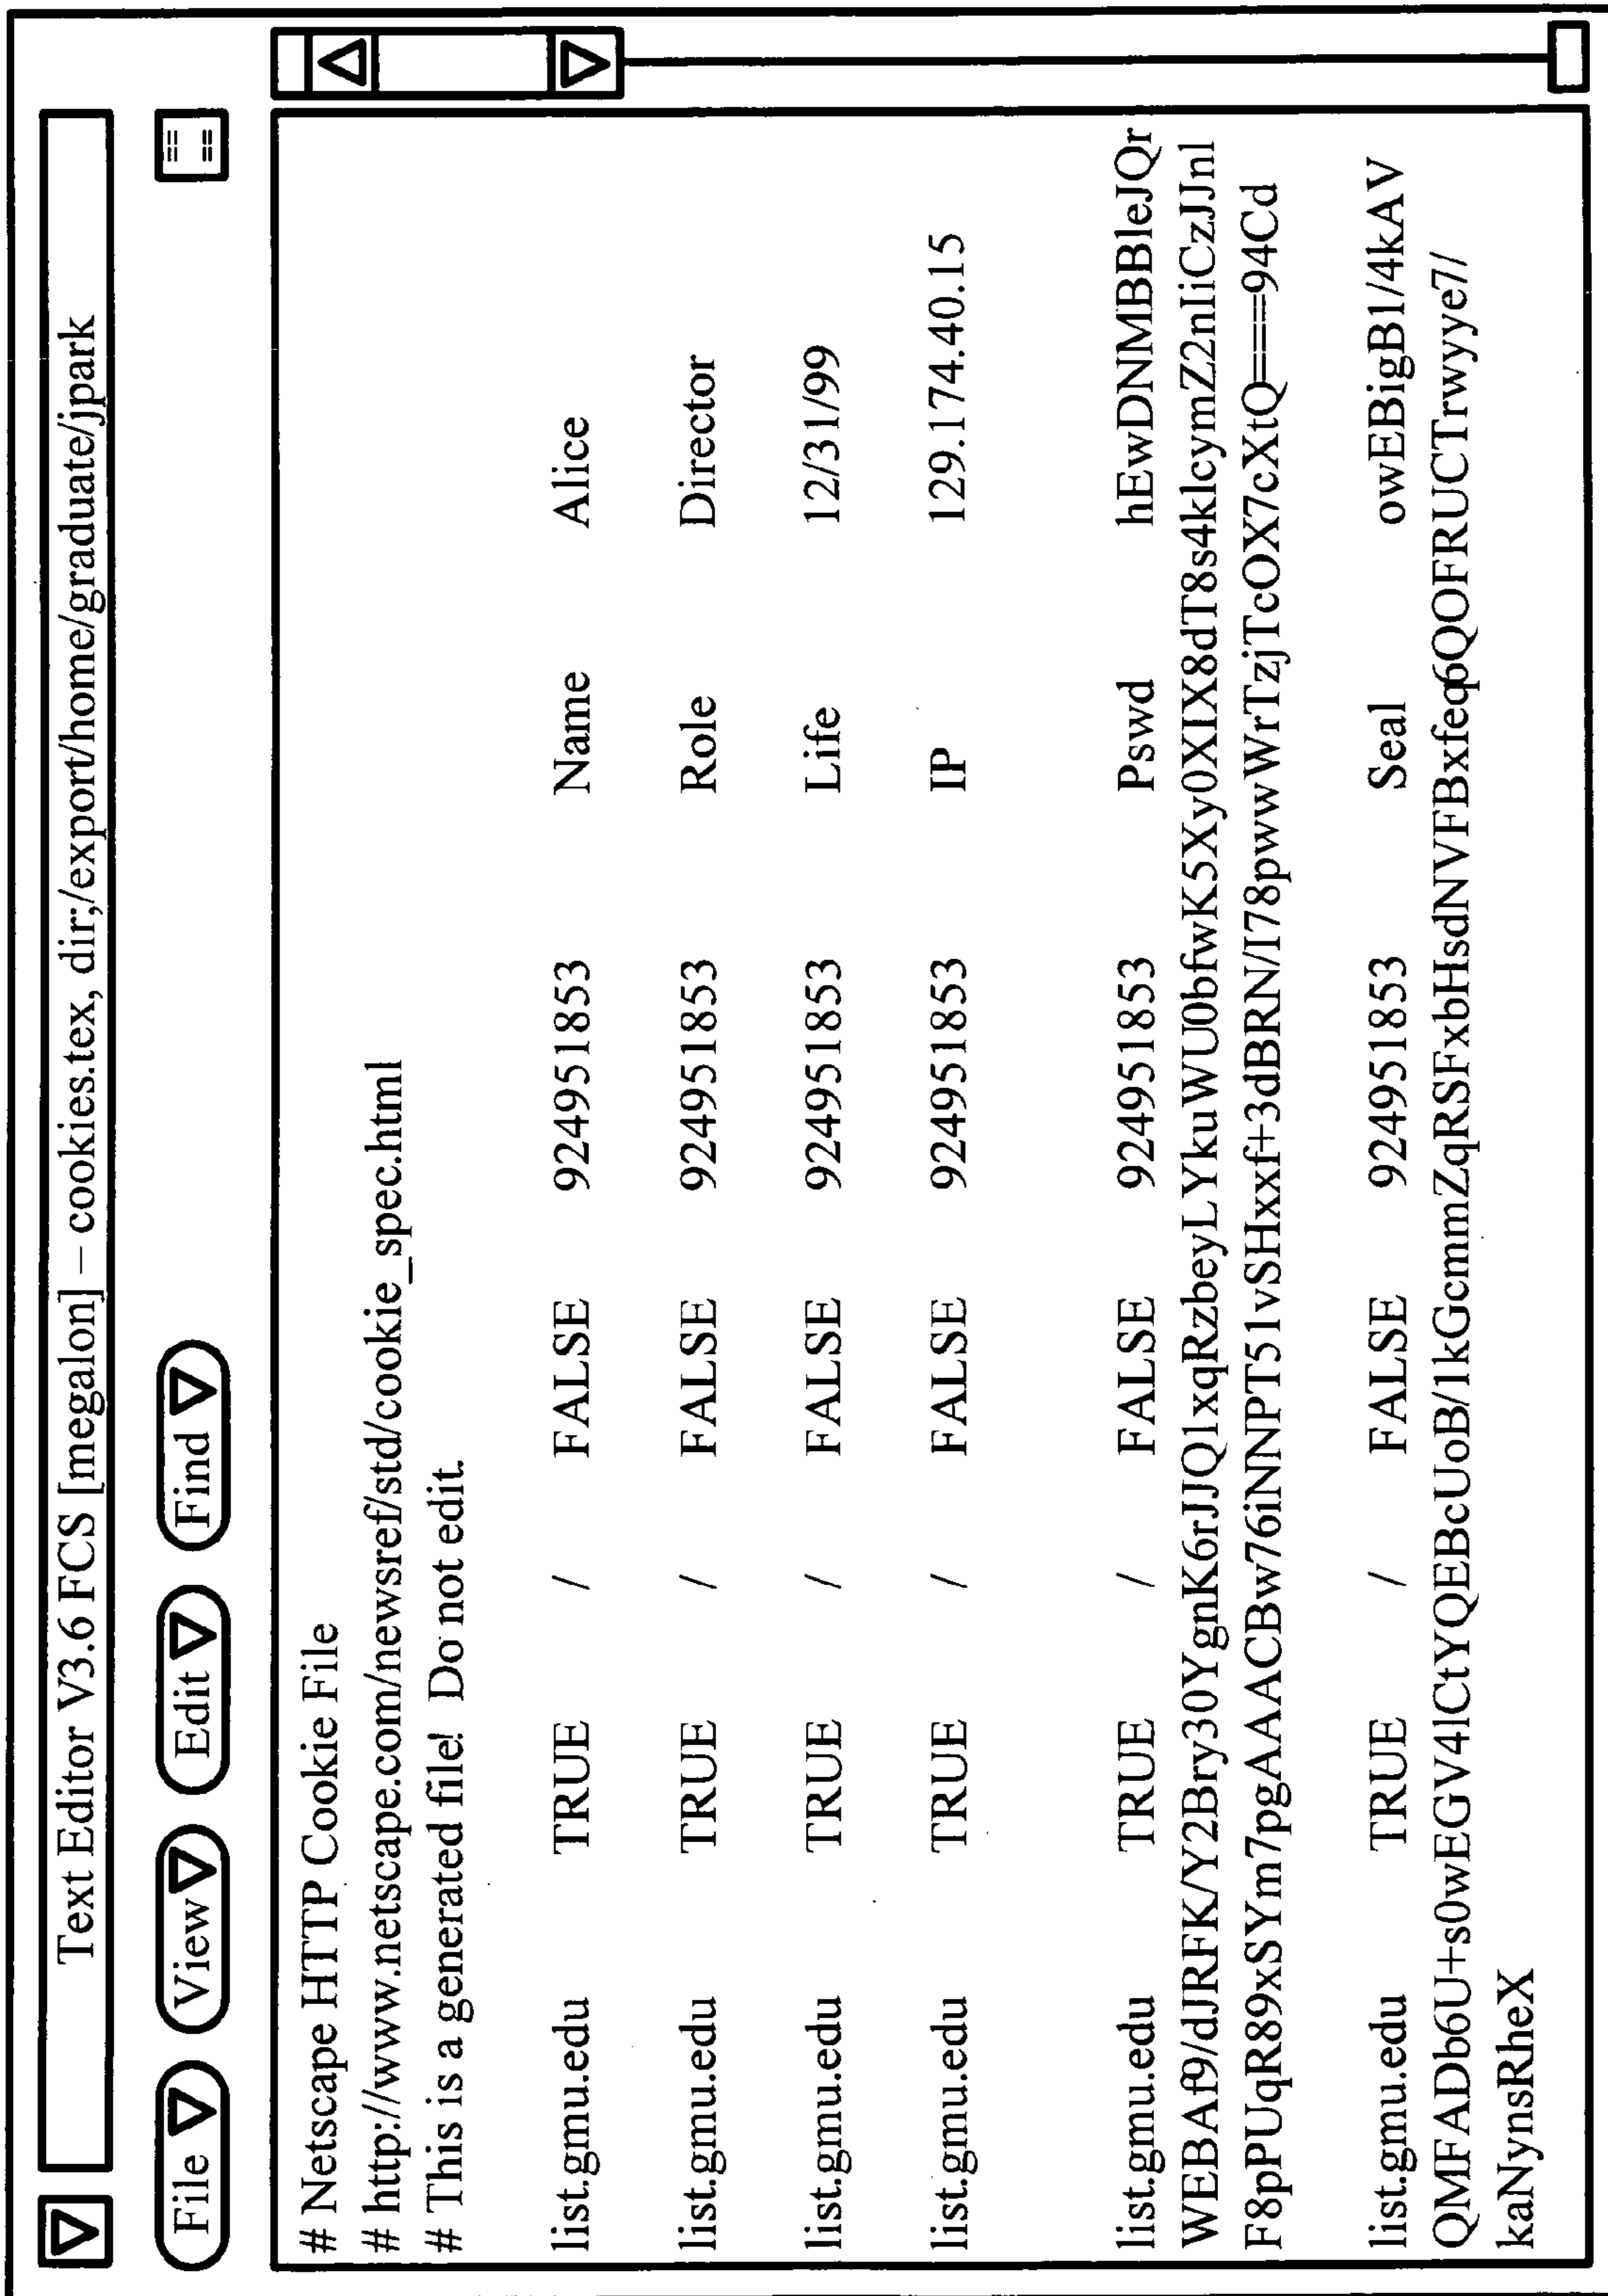 Text Editor V3.6 FCS [megalon] – cookies.tex, dir;/export/home/graduate/jpark
File View Edit Find
# Netscape HTTP Cookie File
# http://www.netscape.com/newsref/std/cookie_spec.html
# This is a generated file! Do not edit.
list.gmu.edu TRUE / FALSE 924951853 Name Alice
list.gmu.edu TRUE / FALSE 924951853 Role Director
list.gmu.edu TRUE / FALSE 924951853 Life 12/31/99
list.gmu.edu TRUE / FALSE 924951853 IP 129.174.40.15
list.gmu.edu TRUE / FALSE 924951853 Pswd hEwDNMBBleJQr
WEBAf9/dJRFK/Y2Bry30YgnK6rJJQ1xqRzbeyLYkuWU0bfwK5Xy0XIX8dT8s4klcymZ2nIiCzJJnl
F8pPUqR89xSYm7pgAAACBw76iNNPT51vSHxxf+3dBRN/I78pwwWrTzjTcOX7cXtQ===94Cd
list.gmu.edu TRUE / FALSE 924951853 Seal owEBigB1/4kAV
QMFADb6U+s0wEGV4lCtYQEBcUoB/1kGcmmZqRSFxbHsdNVFBxfeq6QOFRUCTrwyye7/
kaNynsRheX